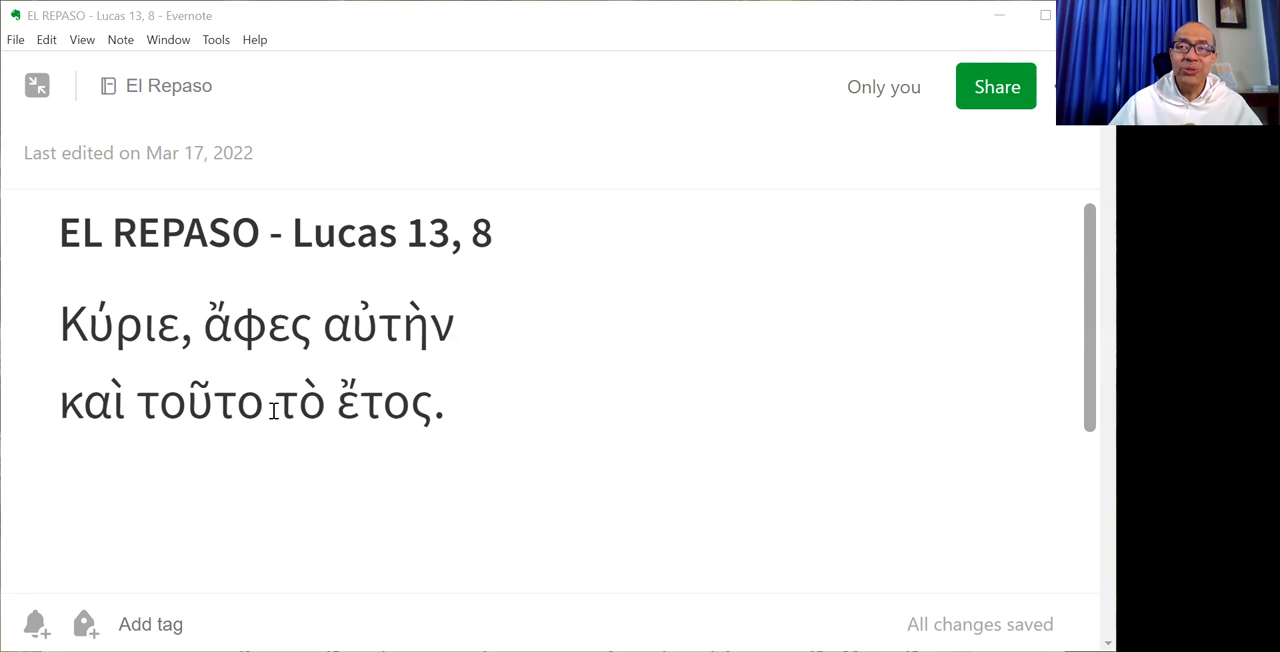 EL REPASO - Lucas 13, 8 - Evernote
File Edit View Note Window Tools Help
El Repaso
Only you
Share
Last edited on Mar 17, 2022
EL REPASO - Lucas 13, 8
Κύριε, ἄφες αὐτὴν
καὶ τοῦτο τὸ ἔτος.
Add tag
All changes saved